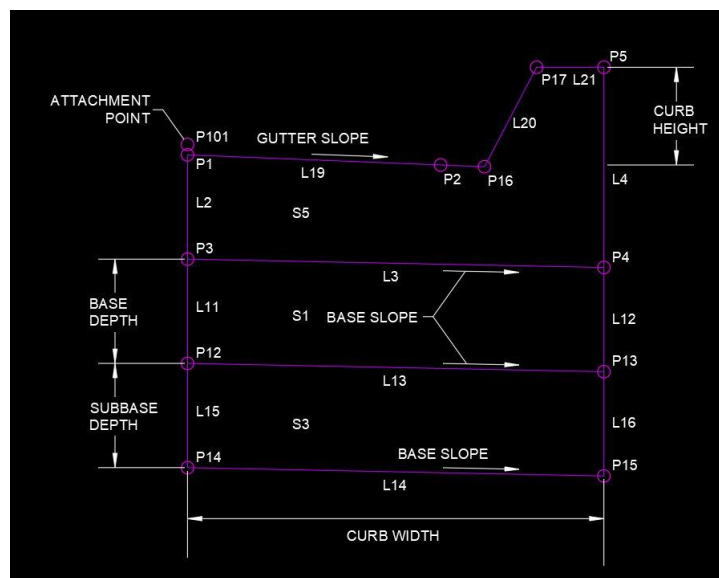 P5
P17 L21
ATTACHMENT
POINT
P101
GUTTER SLOPE
L20
CURB
HEIGHT
P1
L19
P2
P16
L4
L2
S5
P3
P4
L3
BASE
DEPTH
L11
S1
BASE SLOPE
L12
P12
P13
L13
SUBBASE
DEPTH
L15
S3
L16
P14
BASE SLOPE
P15
L14
CURB WIDTH